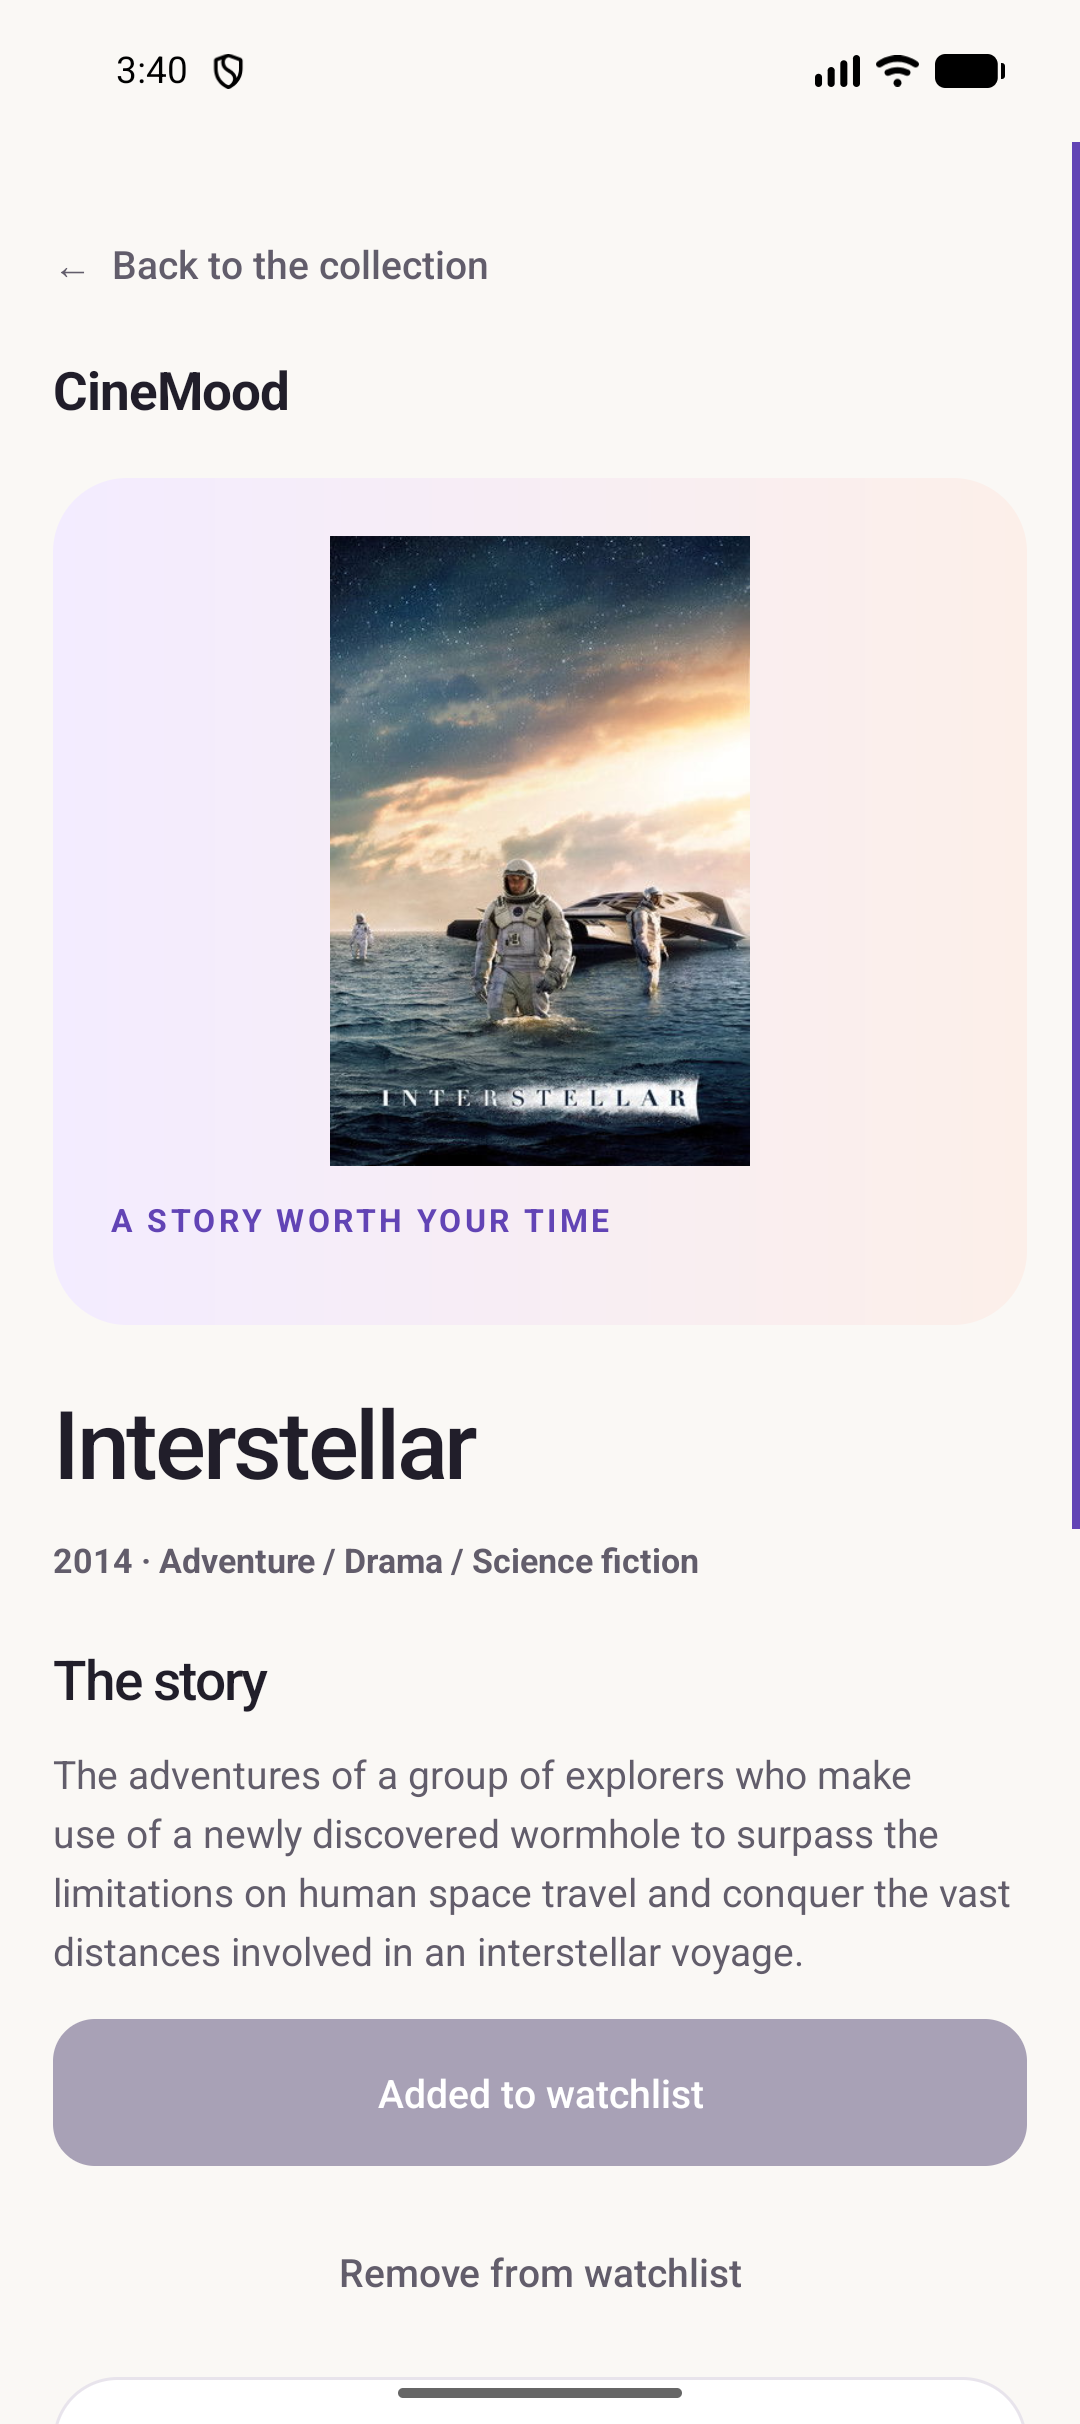 3:40
← Back to the collection
CineMood
INTERSTELLAR
A STORY WORTH YOUR TIME
Interstellar
2014 · Adventure / Drama / Science fiction
The story
The adventures of a group of explorers who make
use of a newly discovered wormhole to surpass the
limitations on human space travel and conquer the vast
distances involved in an interstellar voyage.
Added to watchlist
Remove from watchlist